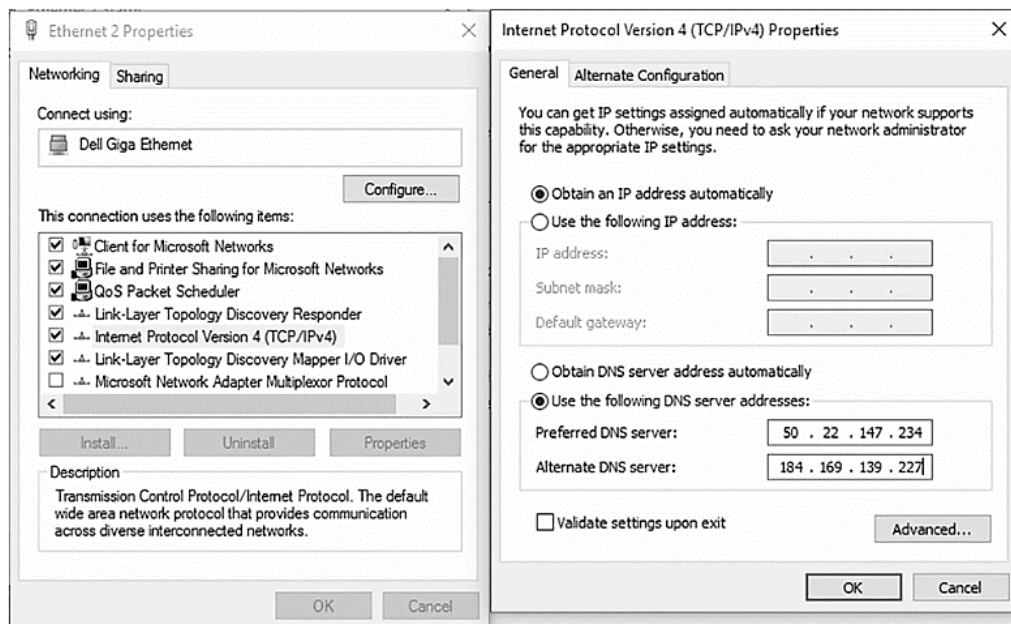 Ethernet 2 Properties
Networking
Sharing
Connect using:
Dell Giga Ethernet
Configure...
This connection uses the following items:
Client for Microsoft Networks
File and Printer Sharing for Microsoft Networks
QoS Packet Scheduler
Link-Layer Topology Discovery Responder
Internet Protocol Version 4 (TCP/IPv4)
Link-Layer Topology Discovery Mapper I/O Driver
Microsoft Network Adapter Multiplexor Protocol
Install...
Uninstall
Properties
Description
Transmission Control Protocol/Internet Protocol. The default
wide area network protocol that provides communication
across diverse interconnected networks.
OK
Cancel
Internet Protocol Version 4 (TCP/IPv4) Properties
General
Alternate Configuration
You can get IP settings assigned automatically if your network supports
this capability. Otherwise, you need to ask your network administrator
for the appropriate IP settings.
Obtain an IP address automatically
Use the following IP address:
IP address:
Subnet mask:
Default gateway:
Obtain DNS server address automatically
Use the following DNS server addresses:
Preferred DNS server: 50 . 22 . 147 . 234
Alternate DNS server: 184 . 169 . 139 . 227
Validate settings upon exit
Advanced...
OK
Cancel